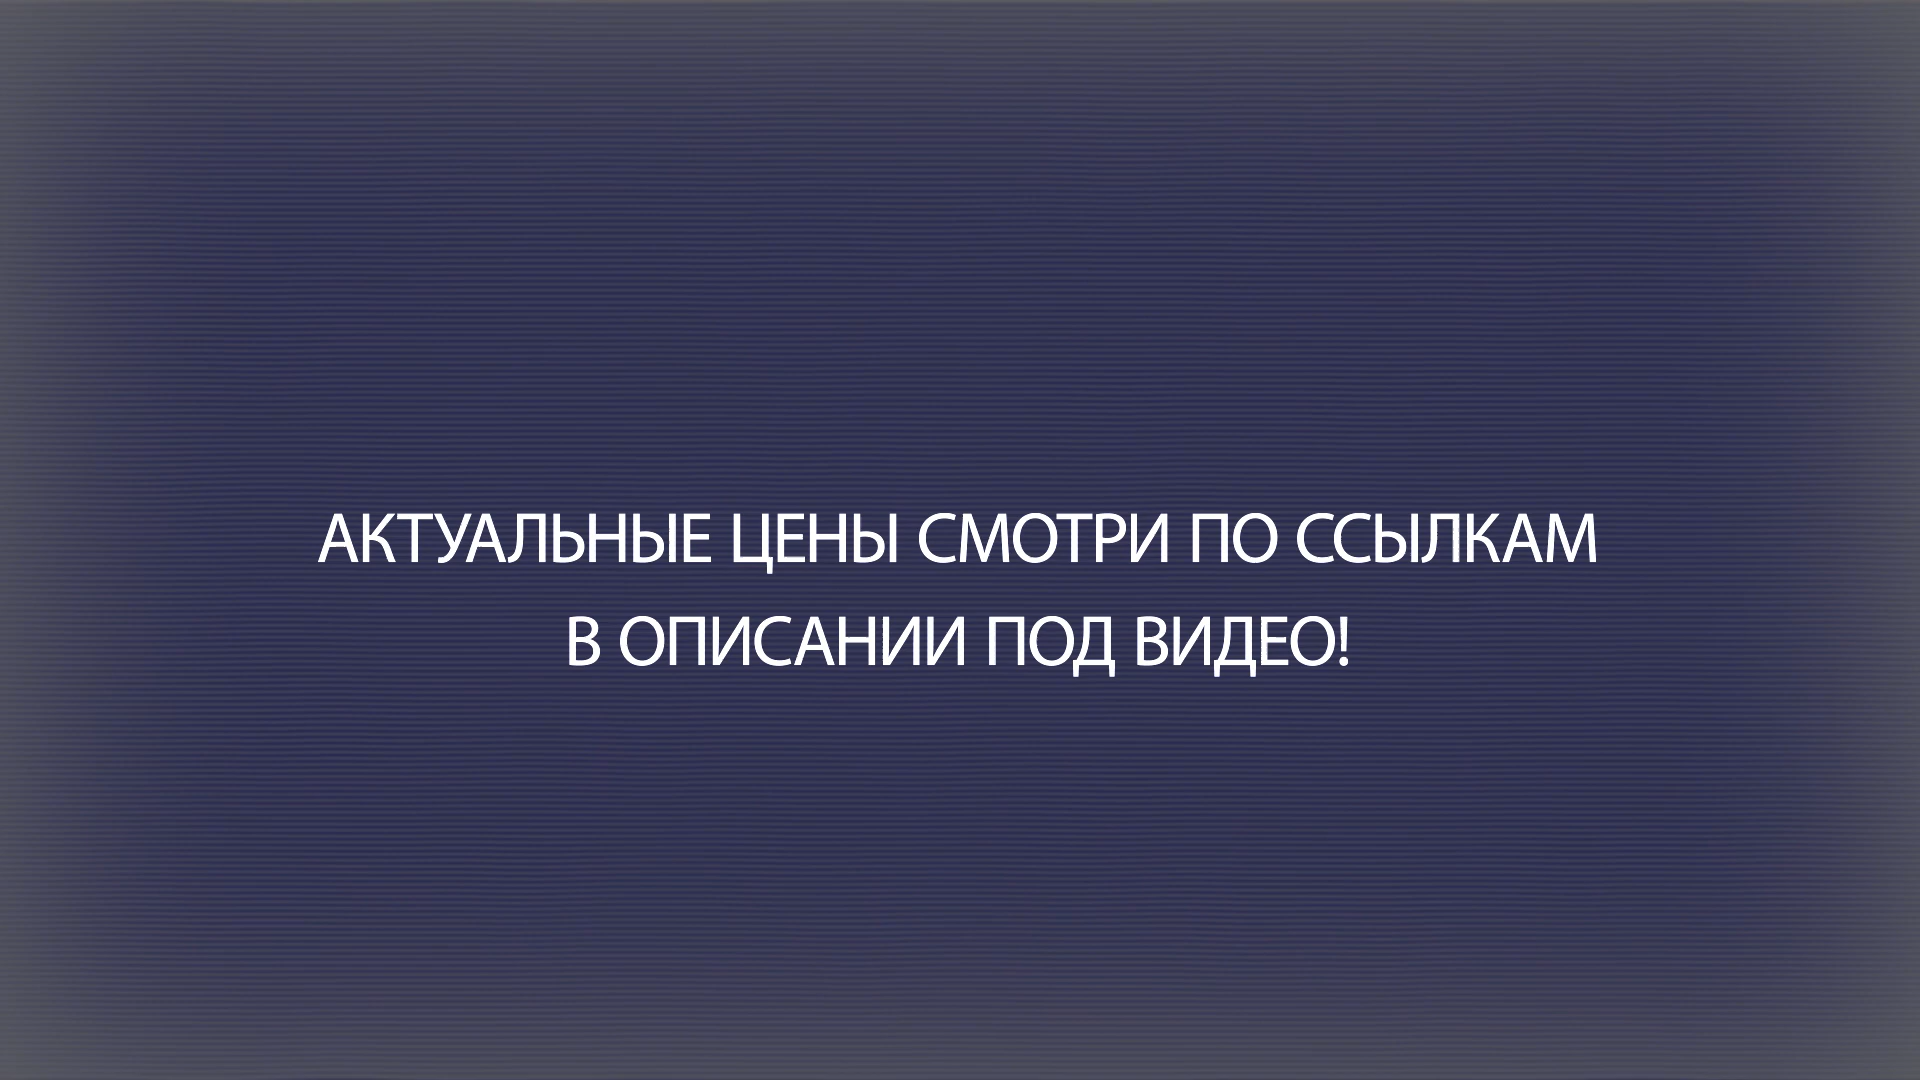 АКТУАЛЬНЫЕ ЦЕНЫ СМОТРИ ПО ССЫЛКАМ
В ОПИСАНИИ ПОД ВИДЕО!